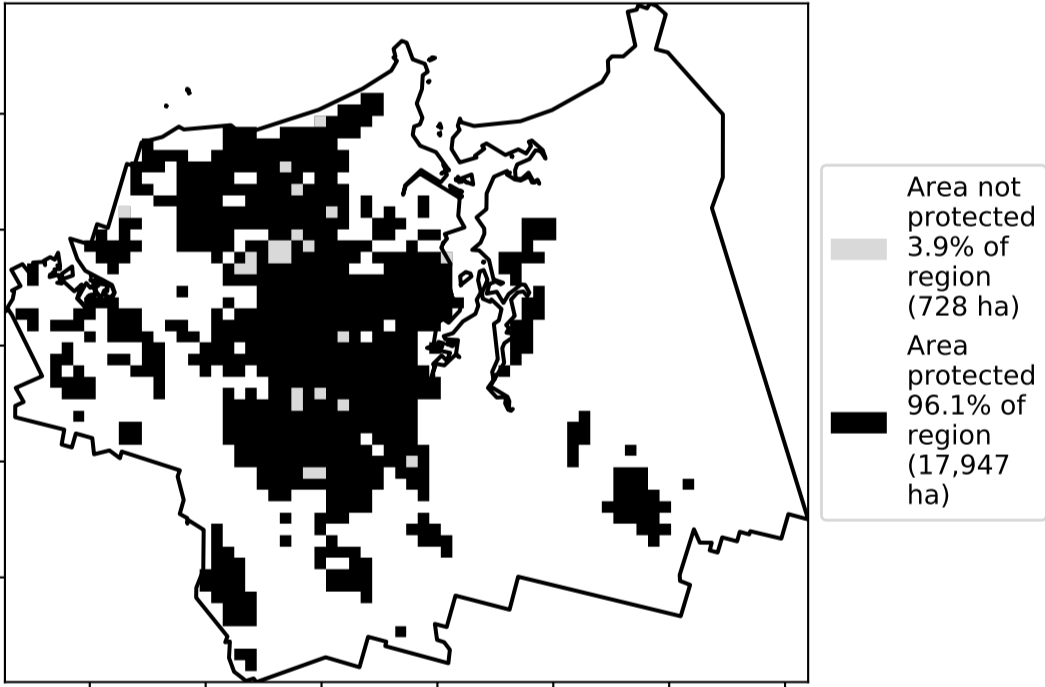 Area not
protected
3.9% of
region
(728 ha)
Area
protected
96.1% of
region
(17,947
ha)